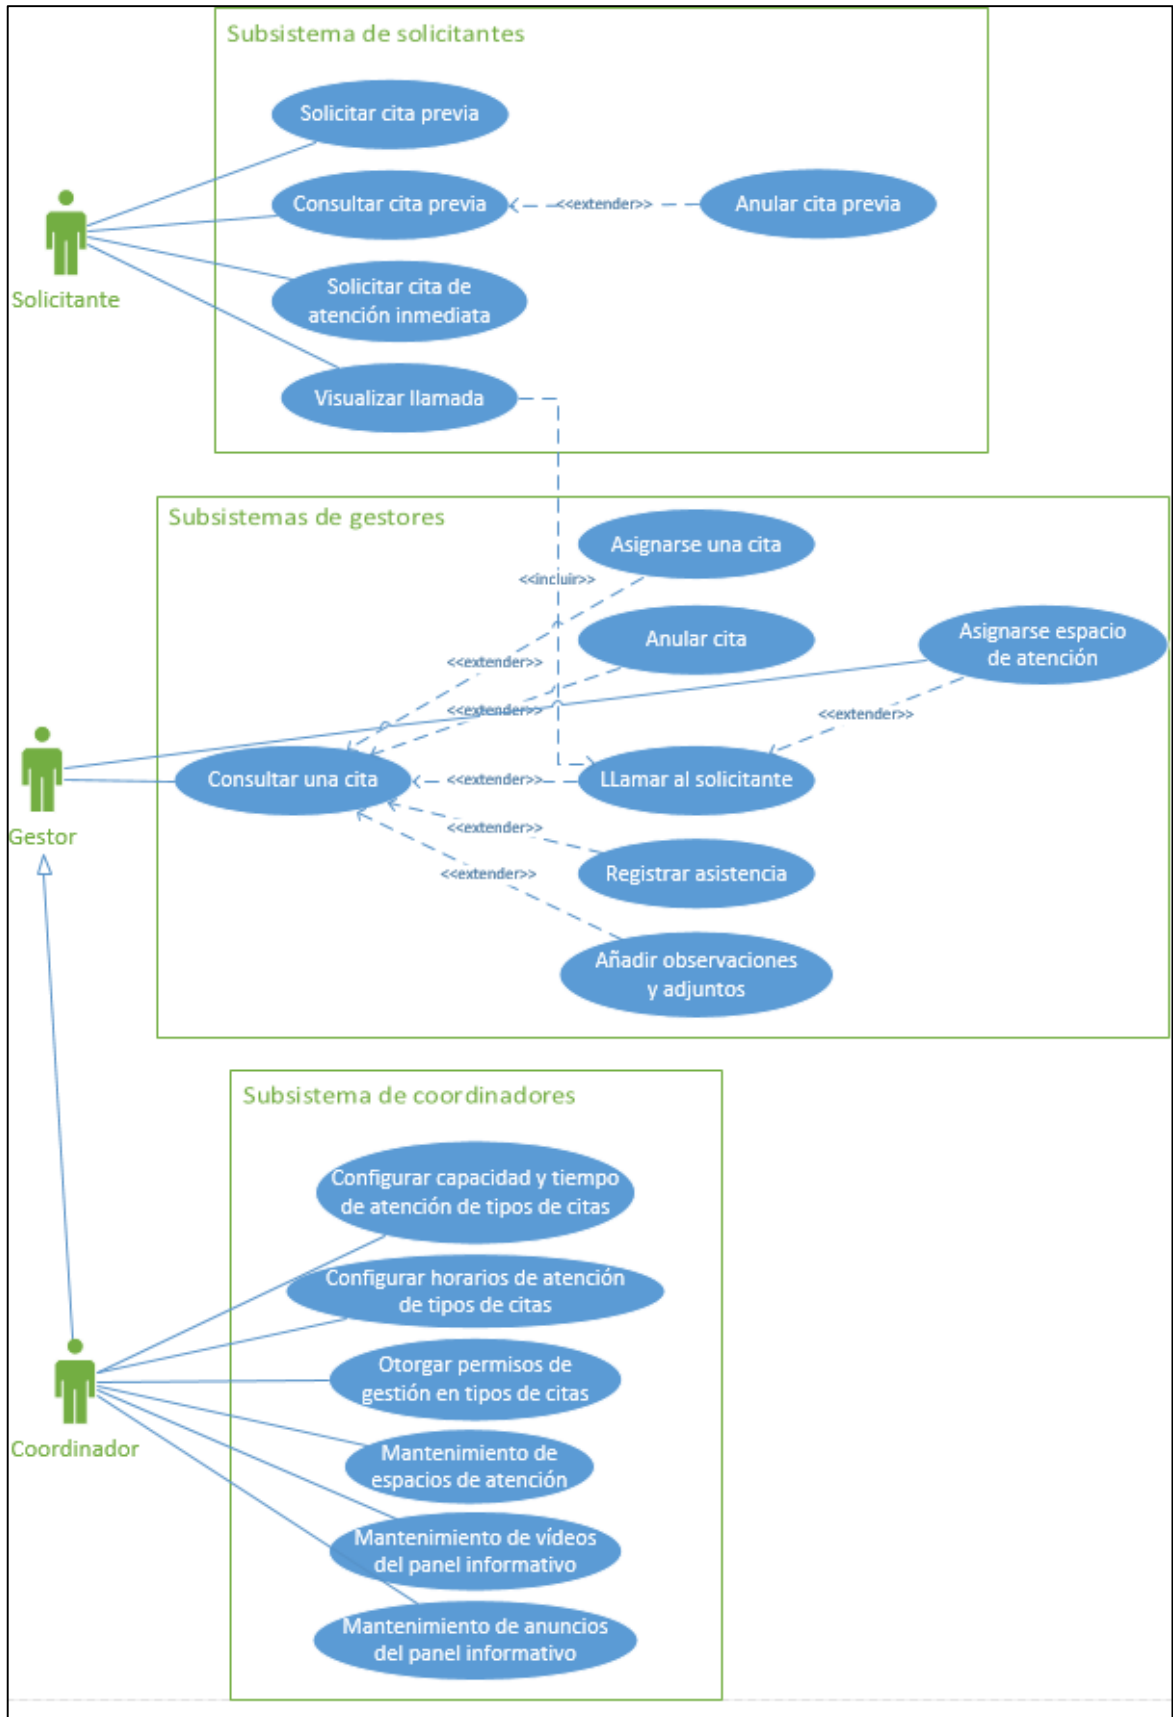 Subsistema de solicitantes
Solicitar cita previa
Consultar cita previa
<<extender>>
Anular cita previa
Solicitante
Solicitar cita de
atención inmediata
Visualizar llamada
Subsistemas de gestores
Asignarse una cita
<<incluir>>
Anular cita
Asignarse espacio
de atención
<<extender>>
<<extender>>
<<extender>>
Gestor
Consultar una cita
<<extender>>
LLamar al solicitante
<<extender>>
Registrar asistencia
<<extender>>
Añadir observaciones
y adjuntos
Subsistema de coordinadores
Configurar capacidad y tiempo
de atención de tipos de citas
Configurar horarios de atención
de tipos de citas
Otorgar permisos de
gestión en tipos de citas
Coordinador
Mantenimiento de
espacios de atención
Mantenimiento de vídeos
del panel informativo
Mantenimiento de anuncios
del panel informativo